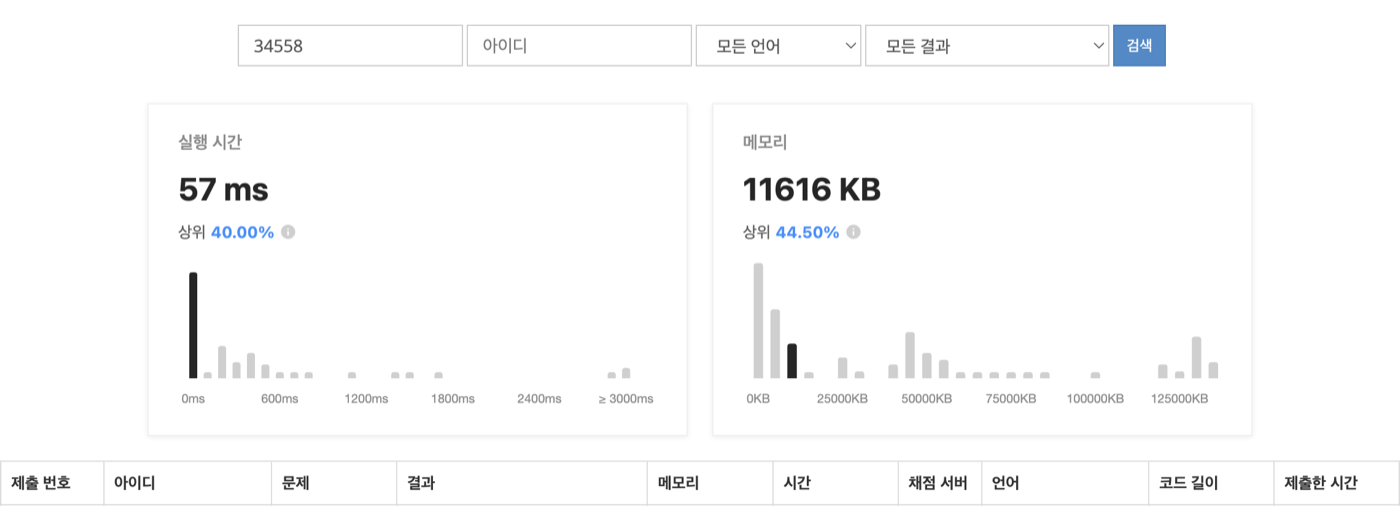 34558 아이디 모든 언어 모든 결과 검색
실행 시간
57 ms
상위 40.00%
0ms 600ms 1200ms 1800ms 2400ms ≥ 3000ms
메모리
11616 KB
상위 44.50%
0KB 25000KB 50000KB 75000KB 100000KB 125000KB
제출 번호 아이디 문제 결과 메모리 시간 채점 서버 언어 코드 길이 제출한 시간